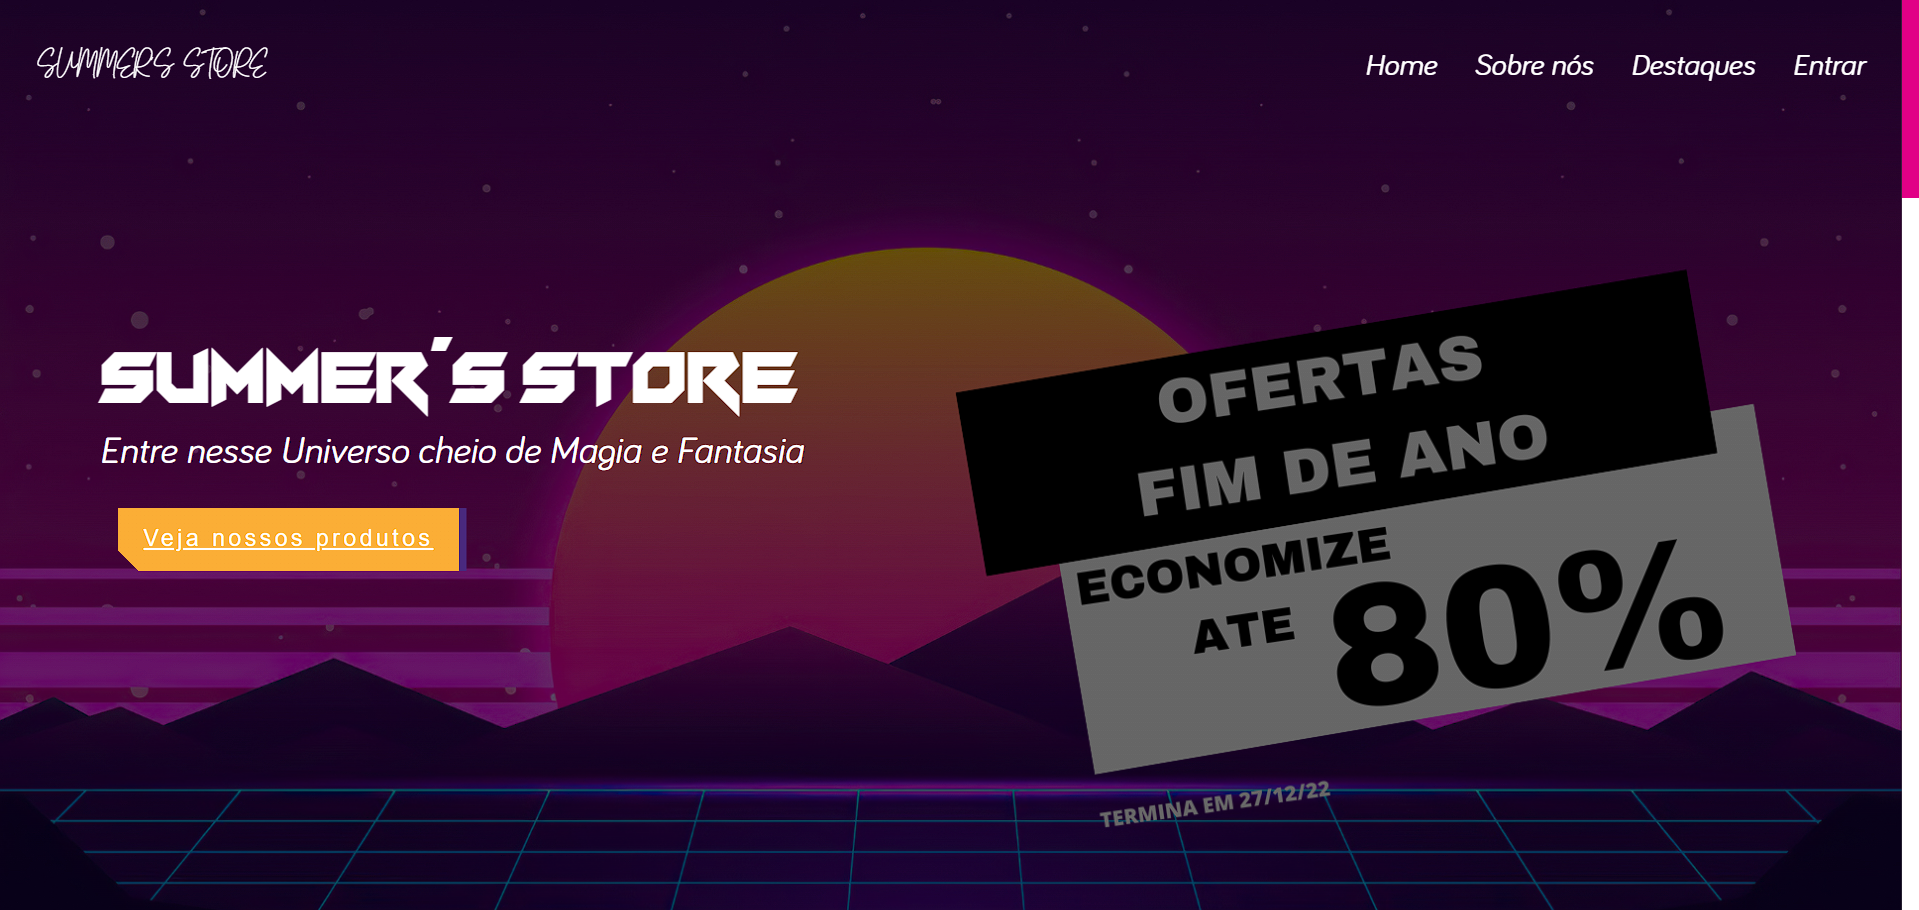 SUMMERS STORE
Home
Sobre nós
Destaques
Entrar
SUMMER´S STORE
Entre nesse Universo cheio de Magia e Fantasia
Veja nossos produtos
OFERTAS
FIM DE ANO
ECONOMIZE
ATE 80%
TERMINA EM 27/12/22